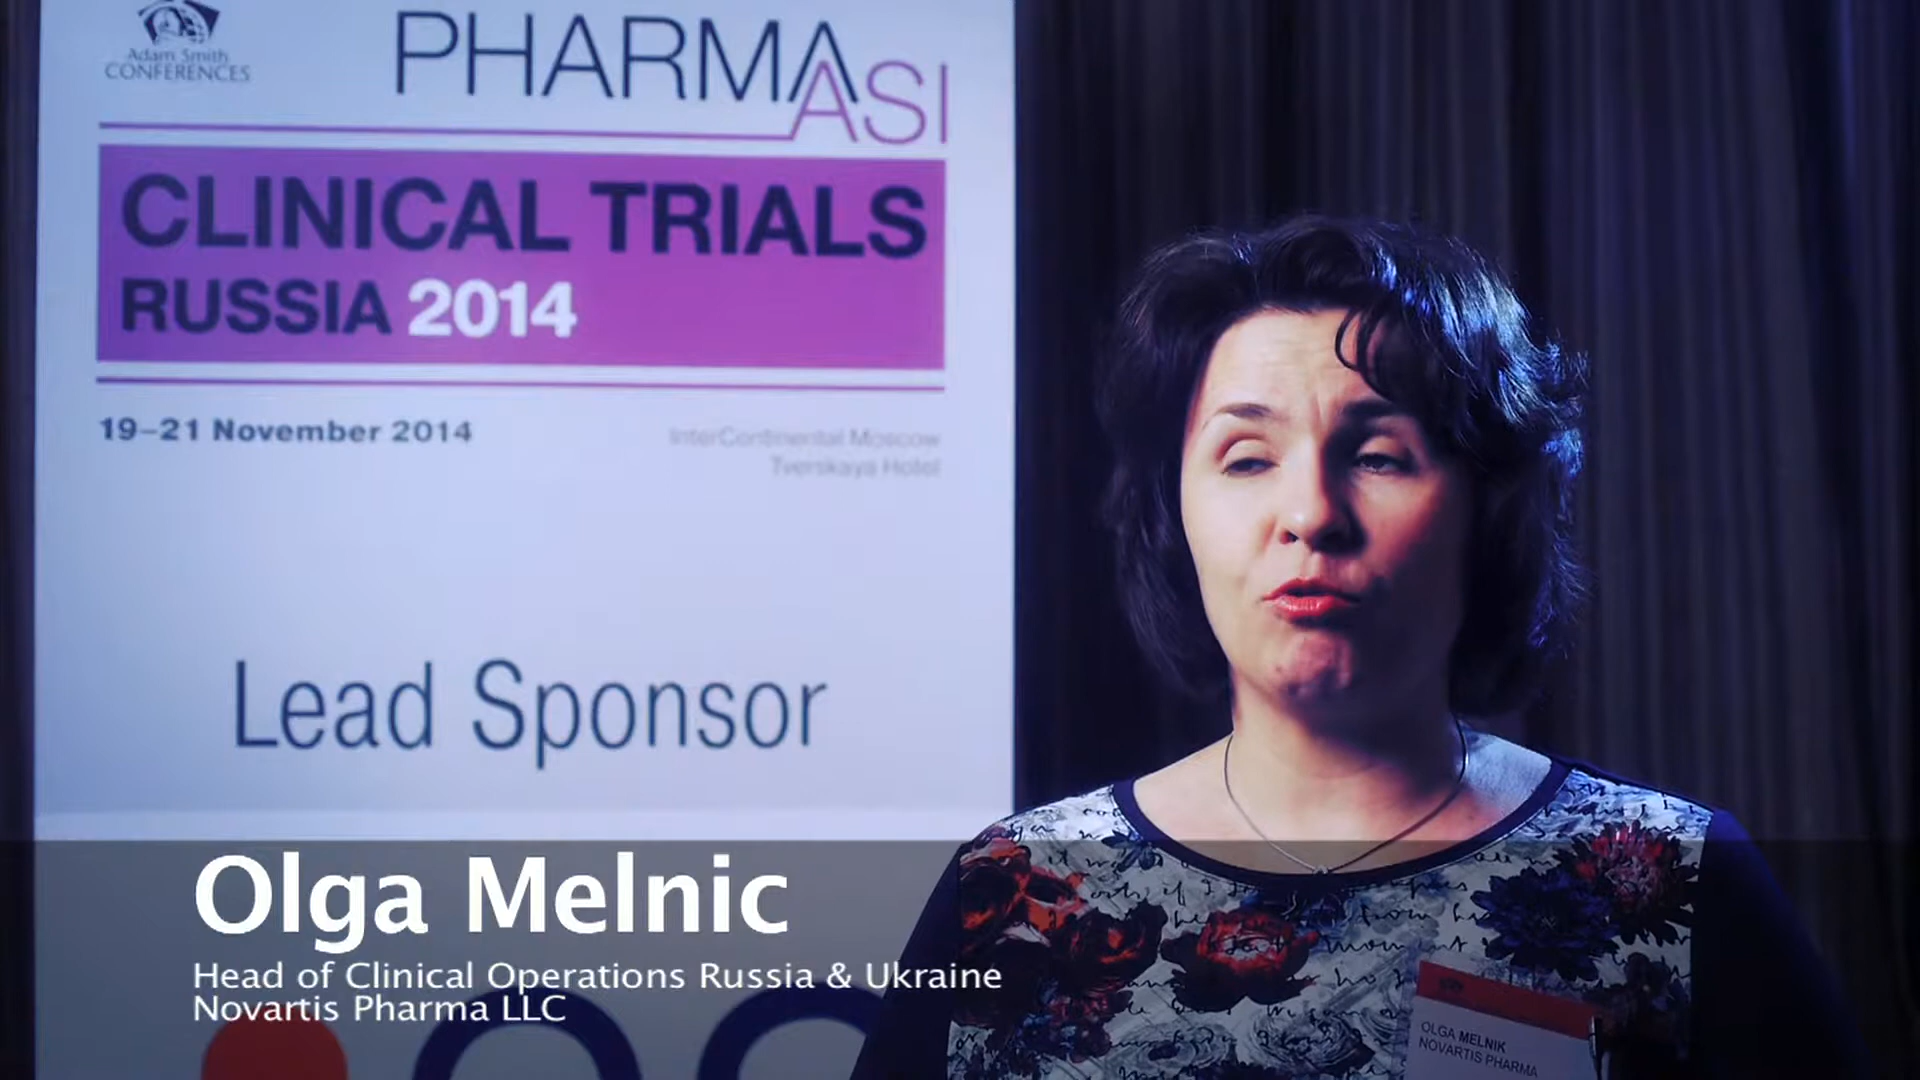 Adam Smith
CONFERENCES
PHARMA
ASI
CLINICAL TRIALS
RUSSIA 2014
19–21 November 2014
InterContinental Moscow
Tverskaya Hotel
Lead Sponsor
Olga Melnic
Head of Clinical Operations Russia & Ukraine
Novartis Pharma LLC
OLGA MELNIK
NOVARTIS PHARMA